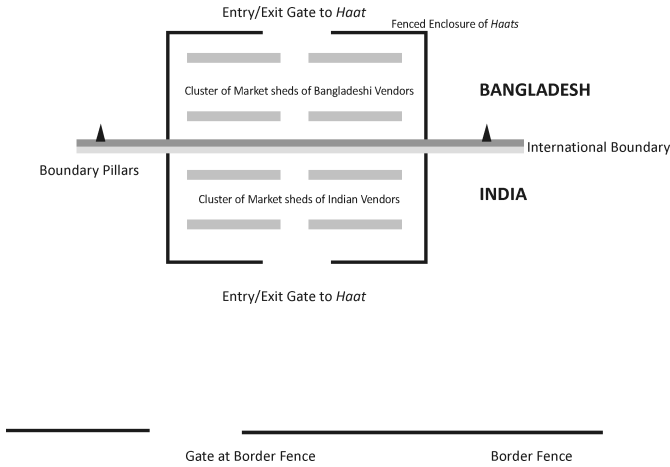 Entry/Exit Gate to Haat
Fenced Enclosure of Haats
Cluster of Market sheds of Bangladeshi Vendors
BANGLADESH
International Boundary
Boundary Pillars
INDIA
Cluster of Market sheds of Indian Vendors
Entry/Exit Gate to Haat
Gate at Border Fence
Border Fence